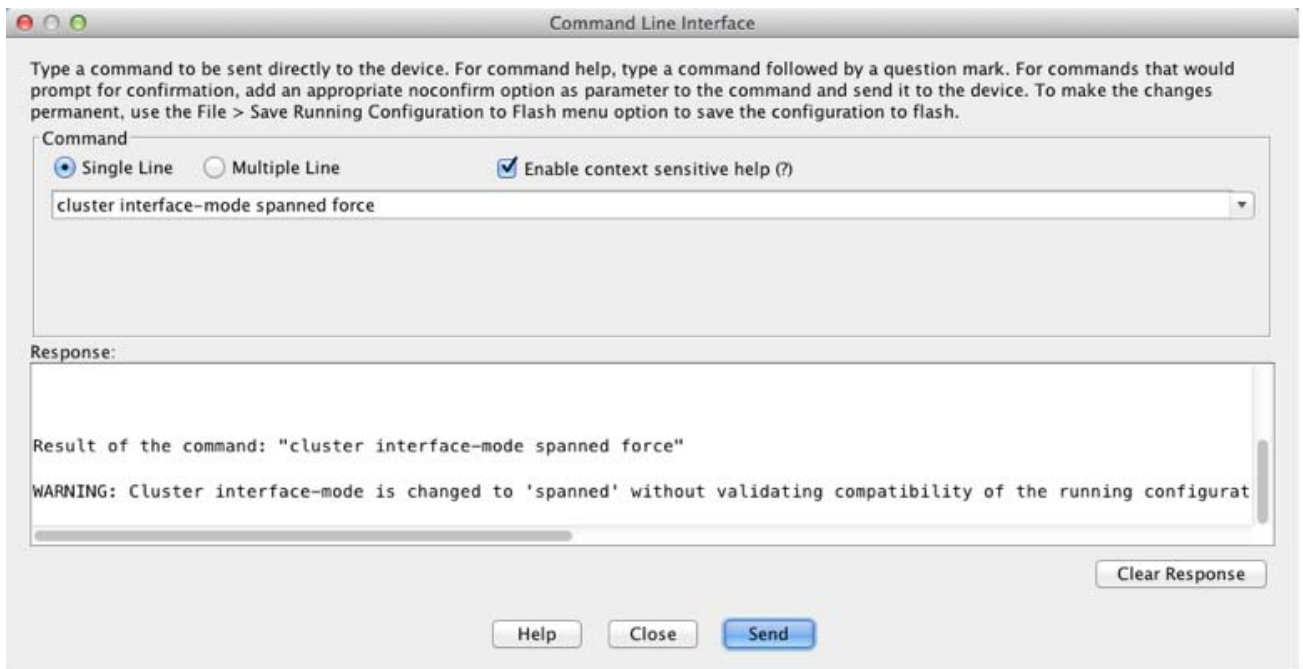 Command Line Interface
Type a command to be sent directly to the device. For command help, type a command followed by a question mark. For commands that would
prompt for confirmation, add an appropriate noconfirm option as parameter to the command and send it to the device. To make the changes
permanent, use the File > Save Running Configuration to Flash menu option to save the configuration to flash.
Command
Single Line Multiple Line Enable context sensitive help (?)
cluster interface-mode spanned force
Response:
Result of the command: "cluster interface-mode spanned force"
WARNING: Cluster interface-mode is changed to 'spanned' without validating compatibility of the running configurat
Clear Response
Help Close Send